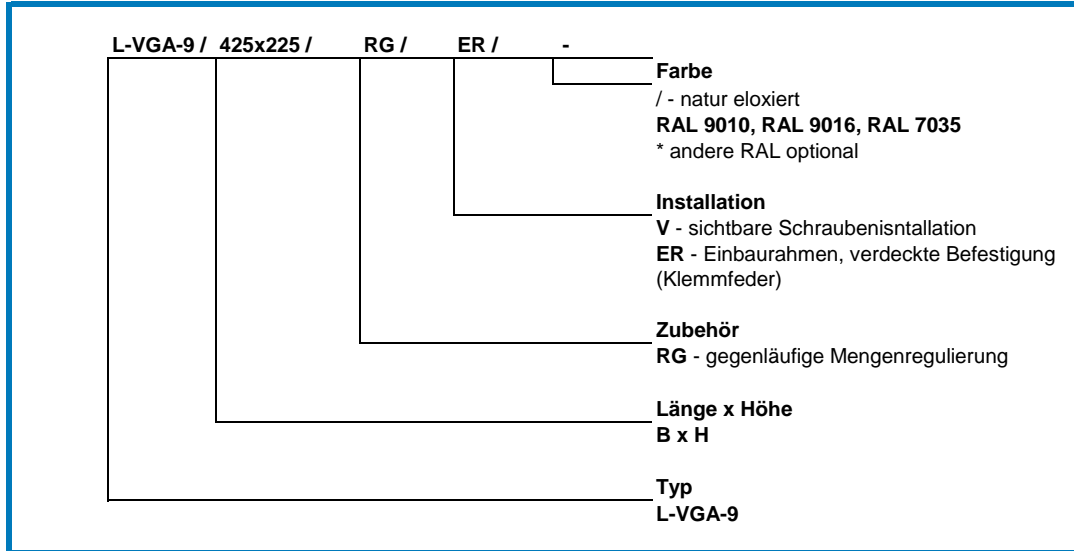 L-VGA-9 / 425x225 / RG / ER / -
Farbe
/ - natur eloxiert
RAL 9010, RAL 9016, RAL 7035
* andere RAL optional
Installation
V - sichtbare Schraubenisntallation
ER - Einbaurahmen, verdeckte Befestigung
(Klemmfeder)
Zubehör
RG - gegenläufige Mengenregulierung
Länge x Höhe
B x H
Typ
L-VGA-9